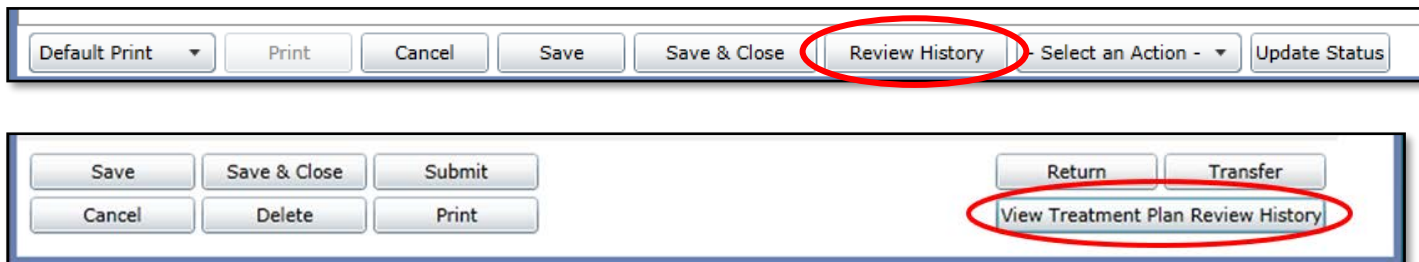 Default Print Print Cancel Save Save & Close Review History - Select an Action - Update Status
Save Save & Close Submit Return Transfer
Cancel Delete Print View Treatment Plan Review History